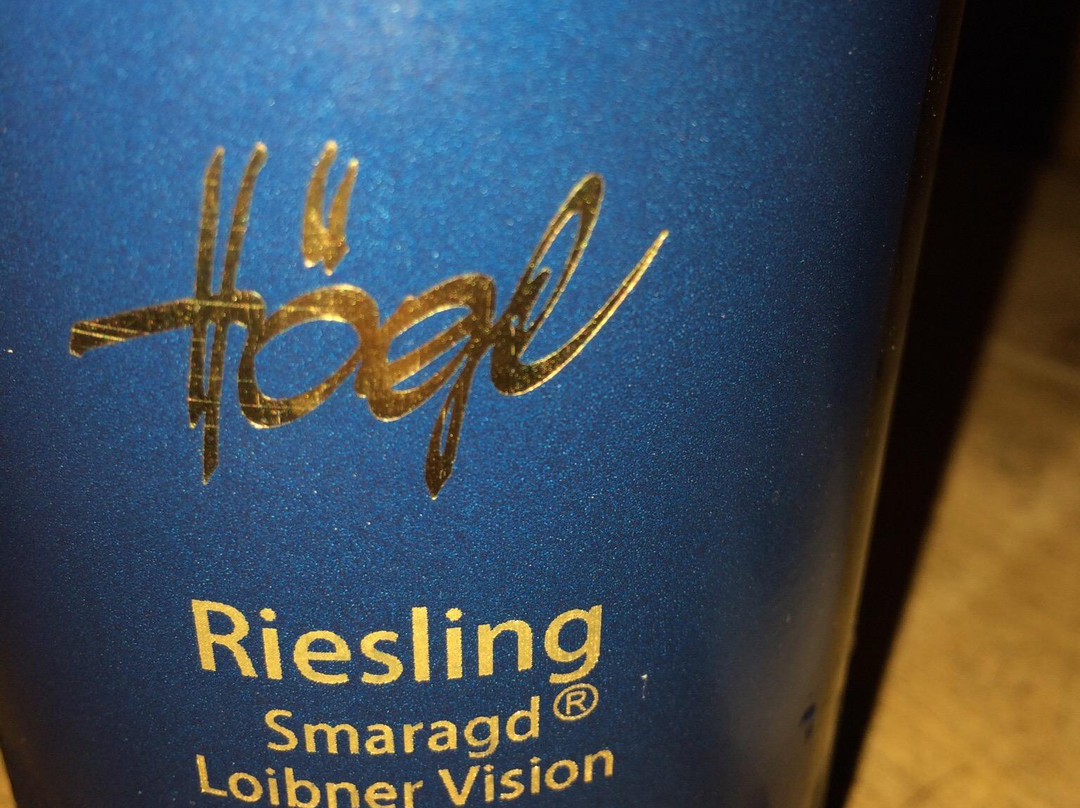 Högl
Riesling
Smaragd®
Loibner Vision